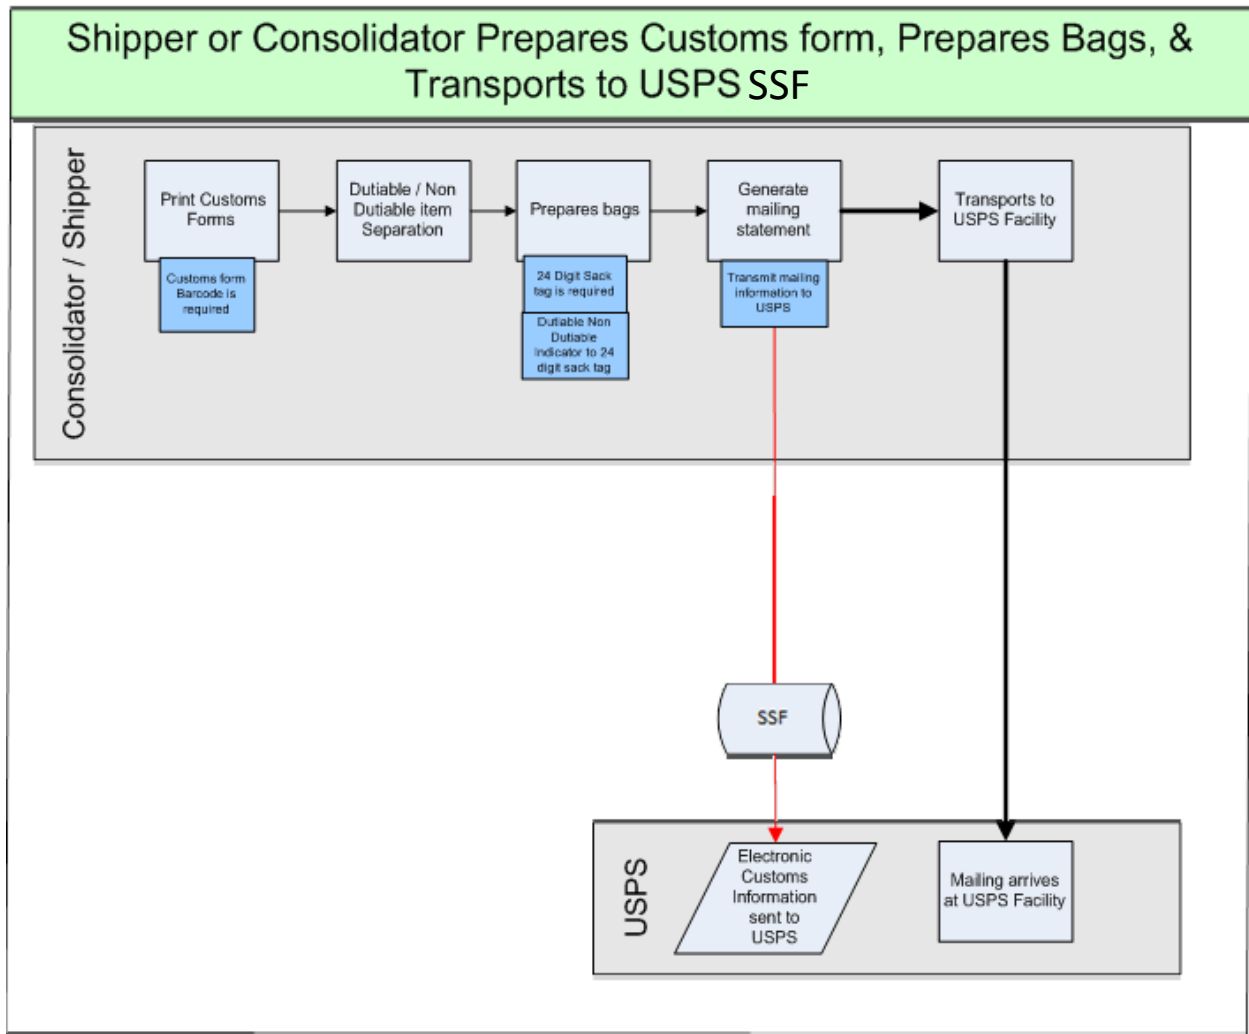 Shipper or Consolidator Prepares Customs form, Prepares Bags, &
Transports to USPS SSF
Consolidator / Shipper
Print Customs
Forms
Customs form
Barcode is
required
Dutiable / Non
Dutiable item
Separation
Prepares bags
24 Digit Sack
tag is required
Dutiable Non
Dutiable
Indicator to 24
digit sack tag
Generate
mailing
statement
Transmit mailing
information to
USPS
Transports to
USPS Facility
SSF
USPS
Electronic
Customs
Information
sent to
USPS
Mailing arrives
at USPS Facility